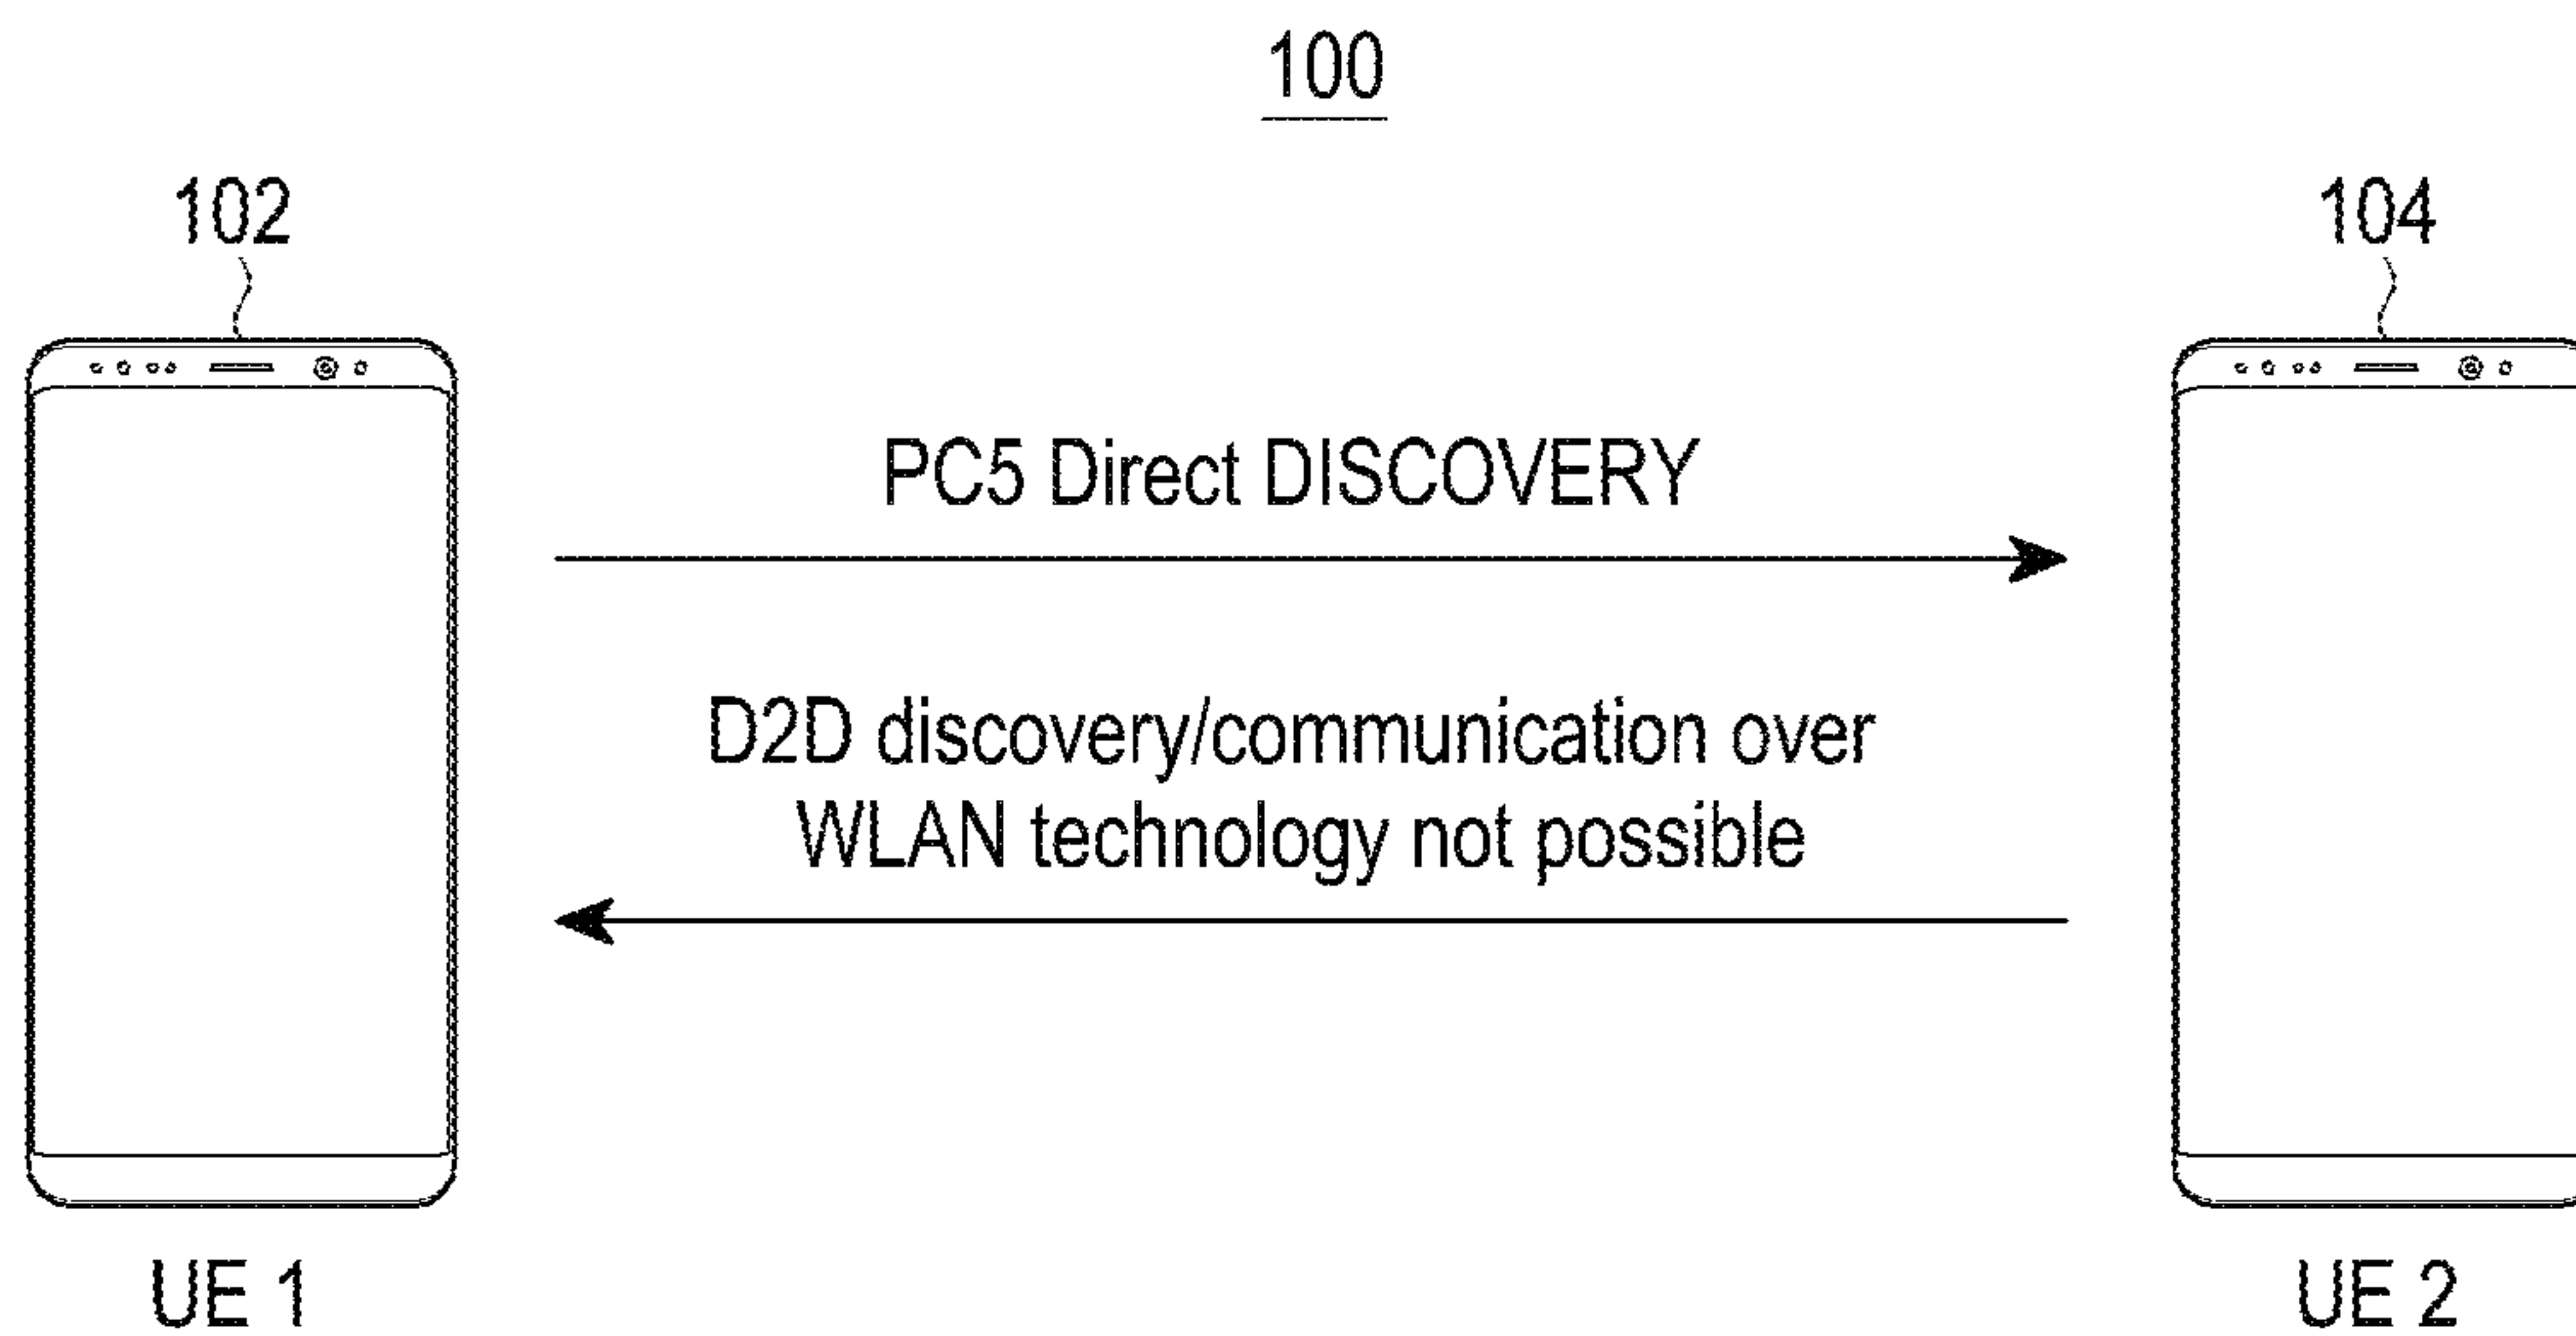 100
102
104
PC5 Direct DISCOVERY
D2D discovery/communication over
WLAN technology not possible
UE 1
UE 2